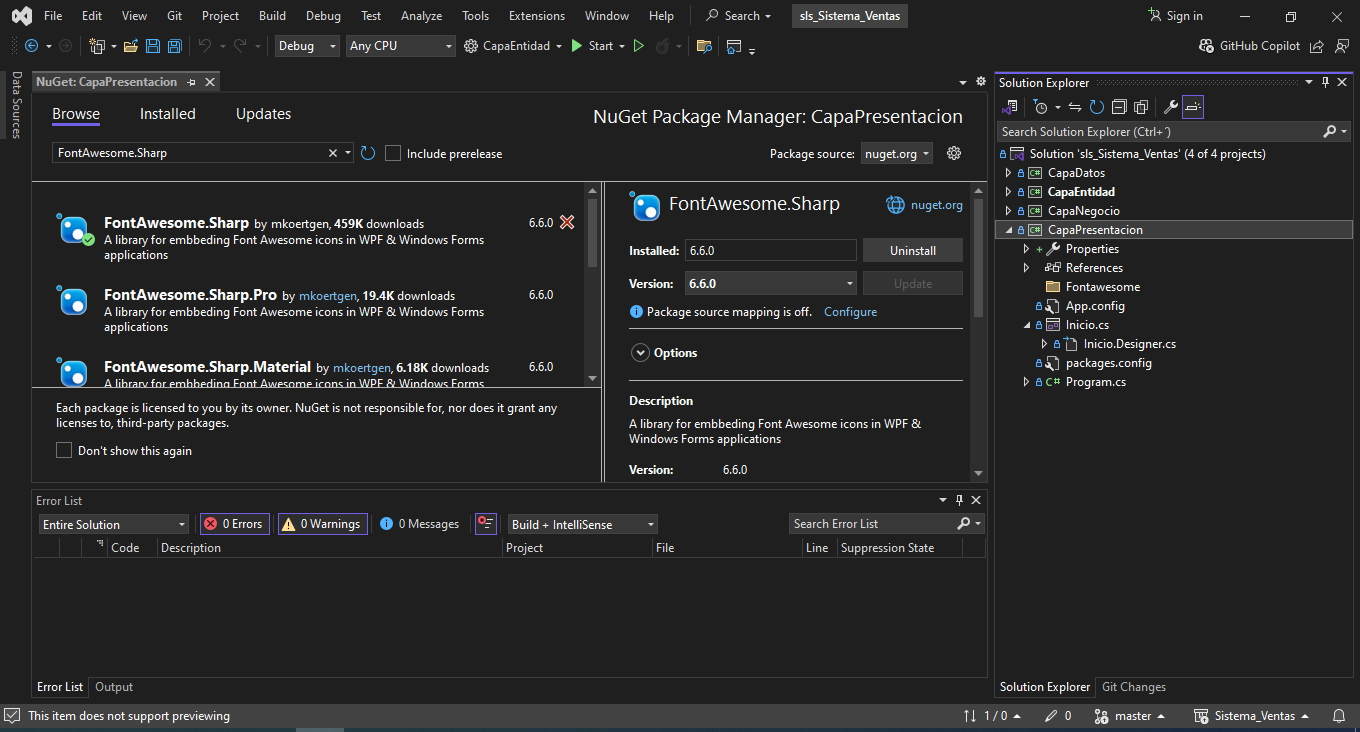 File Edit View Git Project Build Debug Test Analyze Tools Extensions Window Help Search sls_Sistema_Ventas Sign in
Debug Any CPU CapaEntidad Start GitHub Copilot
Data Sources
NuGet: CapaPresentacion
Browse Installed Updates
NuGet Package Manager: CapaPresentacion
FontAwesome.Sharp
Include prerelease
Package source: nuget.org
FontAwesome.Sharp by mkoertgen, 459K downloads 6.6.0
A library for embbeding Font Awesome icons in WPF & Windows Forms
applications
FontAwesome.Sharp.Pro by mkoertgen, 19.4K downloads 6.6.0
A library for embbeding Font Awesome icons in WPF & Windows Forms
applications
FontAwesome.Sharp.Material by mkoertgen, 6.18K downloads 6.6.0
A library for embbeding Font Awesome icons in WPF & Windows Forms
Each package is licensed to you by its owner. NuGet is not responsible for, nor does it grant any
licenses to, third-party packages.
Don't show this again
FontAwesome.Sharp nuget.org
Installed: 6.6.0 Uninstall
Version: 6.6.0 Update
Package source mapping is off. Configure
Options
Description
A library for embbeding Font Awesome icons in WPF &
Windows Forms applications
Version: 6.6.0
Error List
Entire Solution 0 Errors 0 Warnings 0 Messages Build + IntelliSense Search Error List
Code Description Project File Line Suppression State
Error List Output
Solution Explorer
Search Solution Explorer (Ctrl+´)
Solution 'sls_Sistema_Ventas' (4 of 4 projects)
C# CapaDatos
C# CapaEntidad
C# CapaNegocio
C# CapaPresentacion
Properties
References
Fontawesome
App.config
Inicio.cs
Inicio.Designer.cs
packages.config
C# Program.cs
Solution Explorer Git Changes
This item does not support previewing 1 / 0 0 master Sistema_Ventas